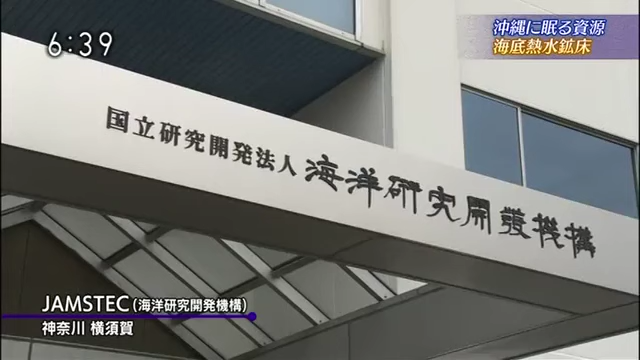 6:39
沖縄に眠る資源
海底熱水鉱床
国立研究開発法人 海洋研究開発機構
JAMSTEC(海洋研究開発機構)
神奈川 横須賀